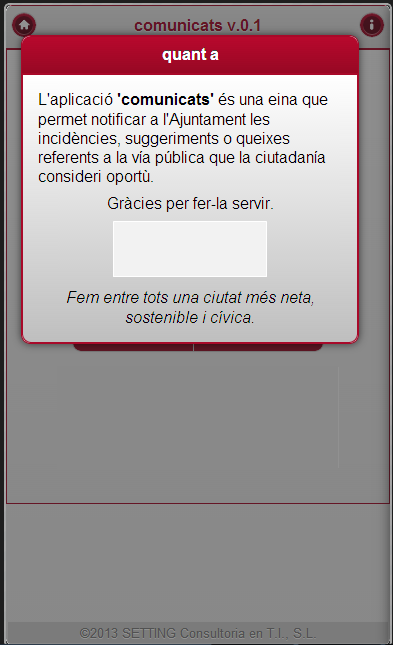 comunicats v.0.1
quant a
L'aplicació 'comunicats' és una eina que
permet notificar a l'Ajuntament les
incidències, suggeriments o queixes
referents a la vía pública que la ciutadanía
consideri oportù.
Gràcies per fer-la servir.
Fem entre tots una ciutat més neta,
sostenible i cívica.
©2013 SETTING Consultoria en T.I., S.L.